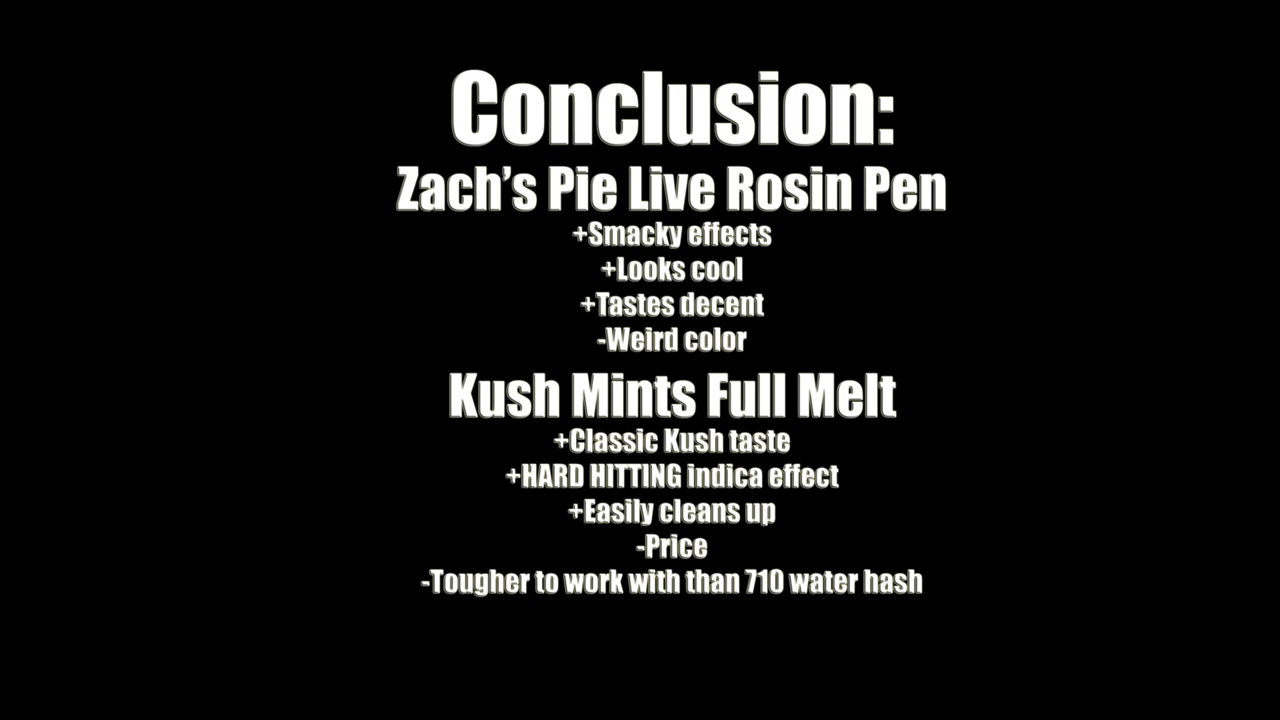 Conclusion:
Zach’s Pie Live Rosin Pen
+Smacky effects
+Looks cool
+Tastes decent
-Weird color
Kush Mints Full Melt
+Classic Kush taste
+HARD HITTING indica effect
+Easily cleans up
-Price
-Tougher to work with than 710 water hash